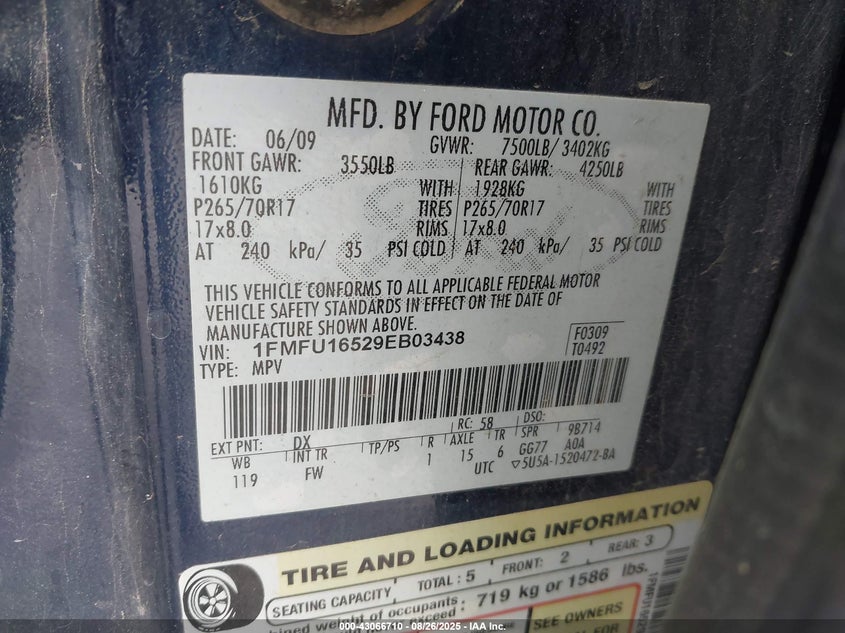 MFD. BY FORD MOTOR CO.
DATE: 06/09 GVWR: 7500LB/ 3402KG
FRONT GAWR: 3550LB REAR GAWR: 4250LB
1610KG WITH 1928KG WITH
P265/70R17 TIRES P265/70R17 TIRES
17x8.0 RIMS 17x8.0 RIMS
AT 240 kPa/ 35 PSI COLD AT 240 kPa/ 35 PSI COLD
THIS VEHICLE CONFORMS TO ALL APPLICABLE FEDERAL MOTOR
VEHICLE SAFETY STANDARDS IN EFFECT ON THE DATE OF
MANUFACTURE SHOWN ABOVE.
VIN: 1FMFU16529EB03438 F0309
TYPE: MPV T0492
RC: 58 DSO:
EXT PNT: DX 9B714
WB INT TR TP/PS R AXLE TR SPR A0A
119 FW 1 15 6 GG77
UTC ▽5U5A-1520472-BA
TIRE AND LOADING INFORMATION
SEATING CAPACITY TOTAL : 5 FRONT: 2 REAR: 3
weight of occupants 719 kg or 1586 lbs.
SEE OWNERS
FOR
000-43066710 - 08/26/2025 - IAA Inc.